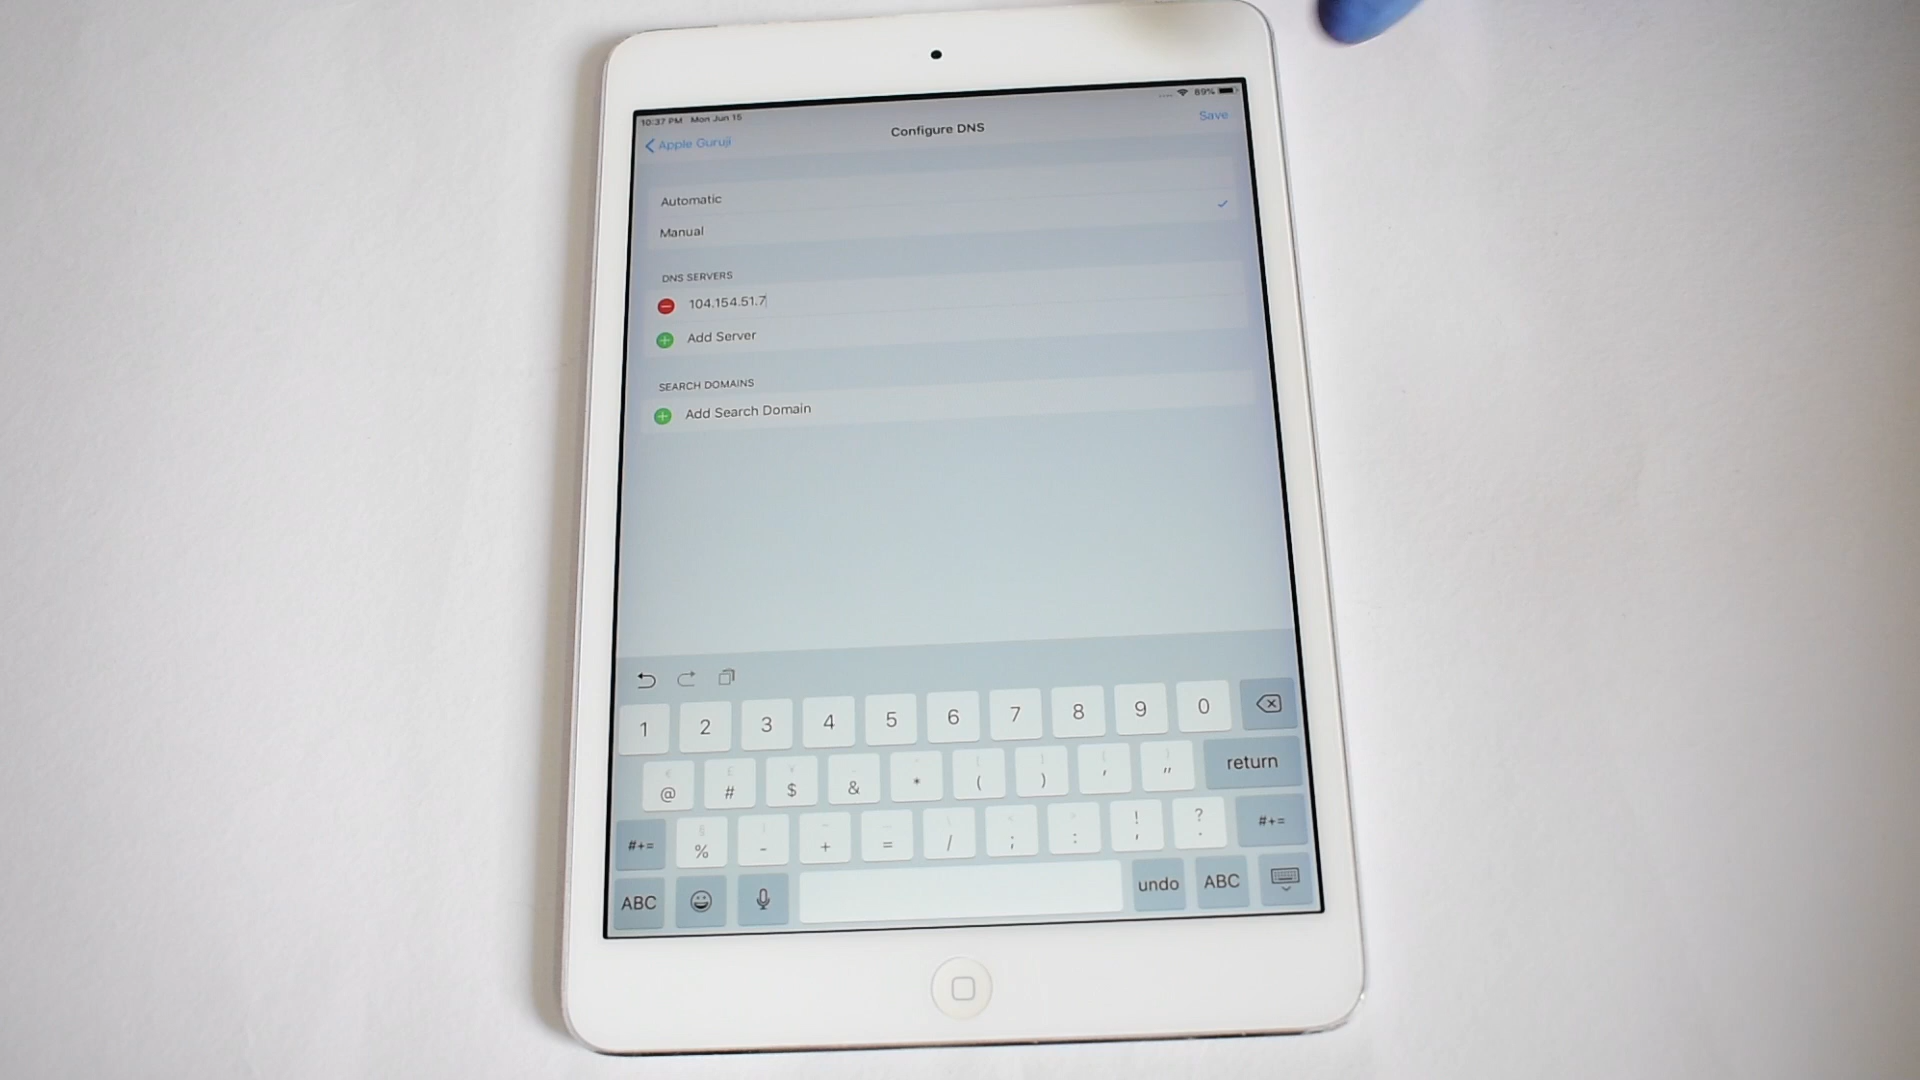 10:37 PM Mon Jun 15
89%
Apple Guruji
Configure DNS
Save
Automatic
Manual
DNS SERVERS
104.154.51.7
Add Server
SEARCH DOMAINS
Add Search Domain
1 2 3 4 5 6 7 8 9 0
@ # $ & * ( ) ' "
return
#+= % - + = / ; : ! , ? . #+=
ABC undo ABC